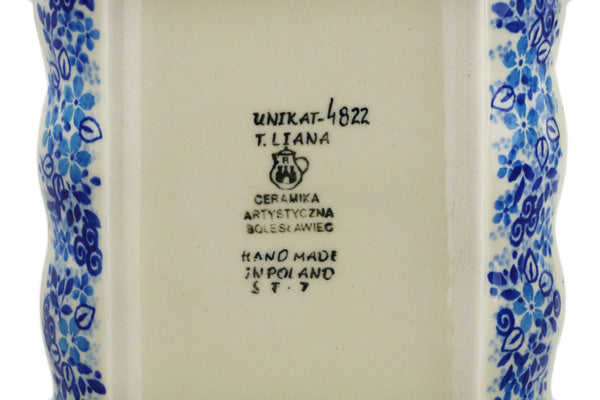 UNIKAT-4822
T. LIANA
CERAMIKA
ARTYSTYCZNA
BOLESŁAWIEC
HAND MADE
IN POLAND